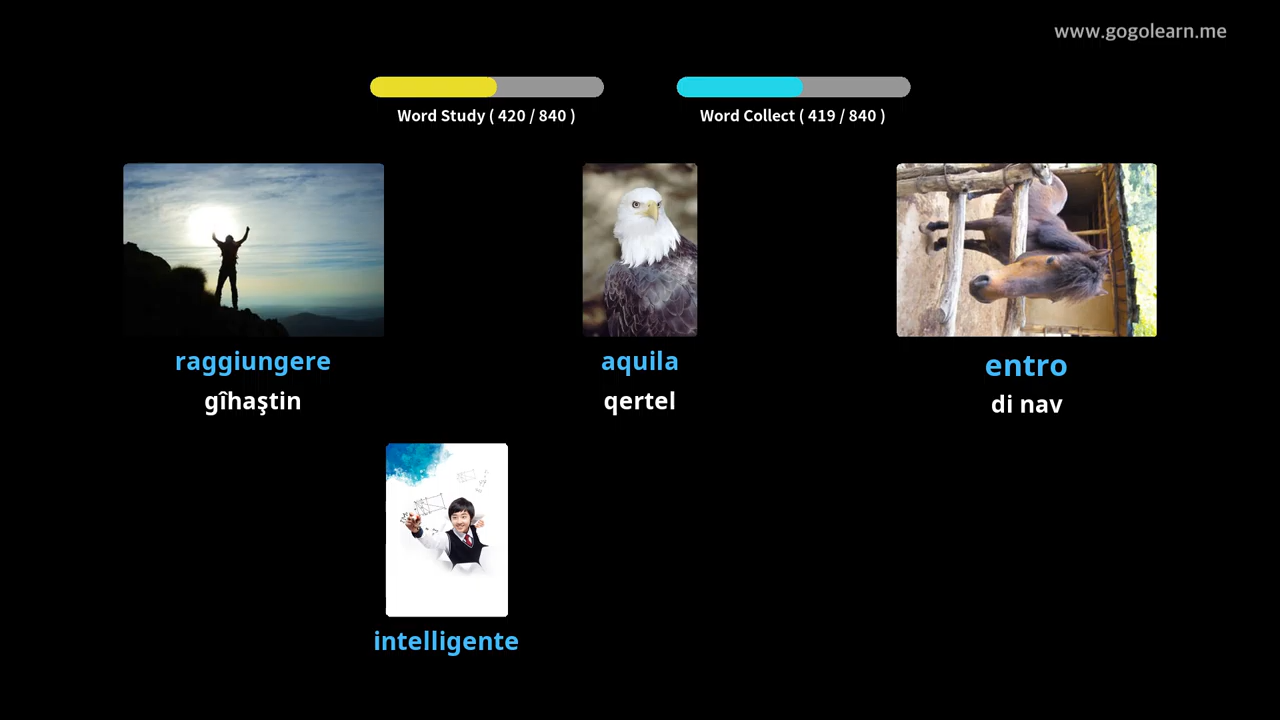 www.gogolearn.me
Word Study ( 420 / 840 )
Word Collect ( 419 / 840 )
raggiungere
gîhaştin
aquila
qertel
entro
di nav
intelligente